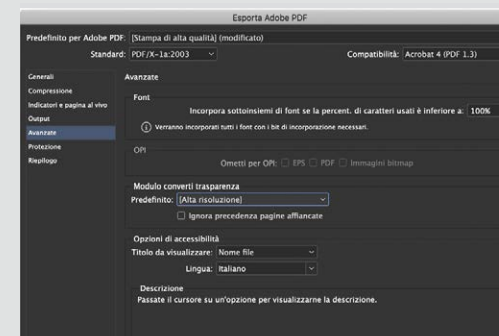 Esporta Adobe PDF
Predefinito per Adobe PDF: [Stampa di alta qualità] (modificato)
Standard: PDF/X-1a:2003 Compatibilità: Acrobat 4 (PDF 1.3)
Generali
Compressione
Indicatori e pagina al vivo
Output
Avanzate
Protezione
Riepilogo
Avanzate
Font
Incorpora sottoinsiemi di font se la percent. di caratteri usati è inferiore a: 100%
Verranno incorporati tutti i font con i bit di incorporazione necessari.
OPI
Ometti per OPI: EPS PDF Immagini bitmap
Modulo converti trasparenza
Predefinito: [Alta risoluzione]
Ignora precedenza pagine affiancate
Opzioni di accessibilità
Titolo da visualizzare: Nome file
Lingua: Italiano
Descrizione
Passate il cursore su un'opzione per visualizzarne la descrizione.